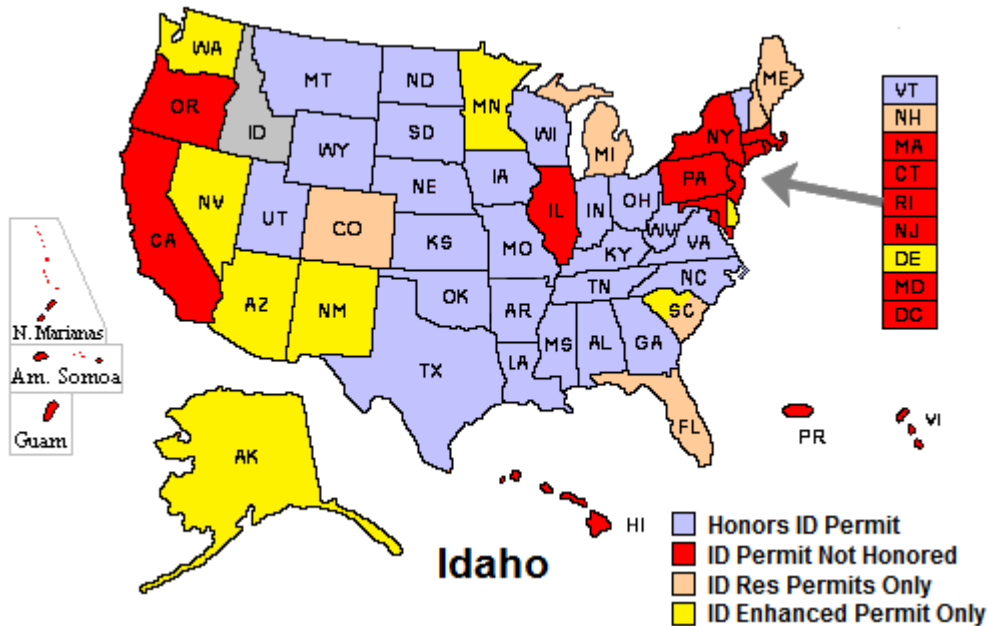 WA
MT
ND
MN
ME
VT
NH
OR
ID
SD
WI
NY
MA
WY
MI
CT
IA
PA
RI
NE
NV
UT
IL
IN
OH
NJ
CO
WV
DE
CA
KS
MO
KY
VA
MD
NC
DC
TN
AZ
NM
OK
AR
SC
N. Marianas
MS
AL
GA
LA
TX
Am. Somoa
FL
VI
Guam
PR
AK
HI
Honors ID Permit
Idaho
ID Permit Not Honored
ID Res Permits Only
ID Enhanced Permit Only